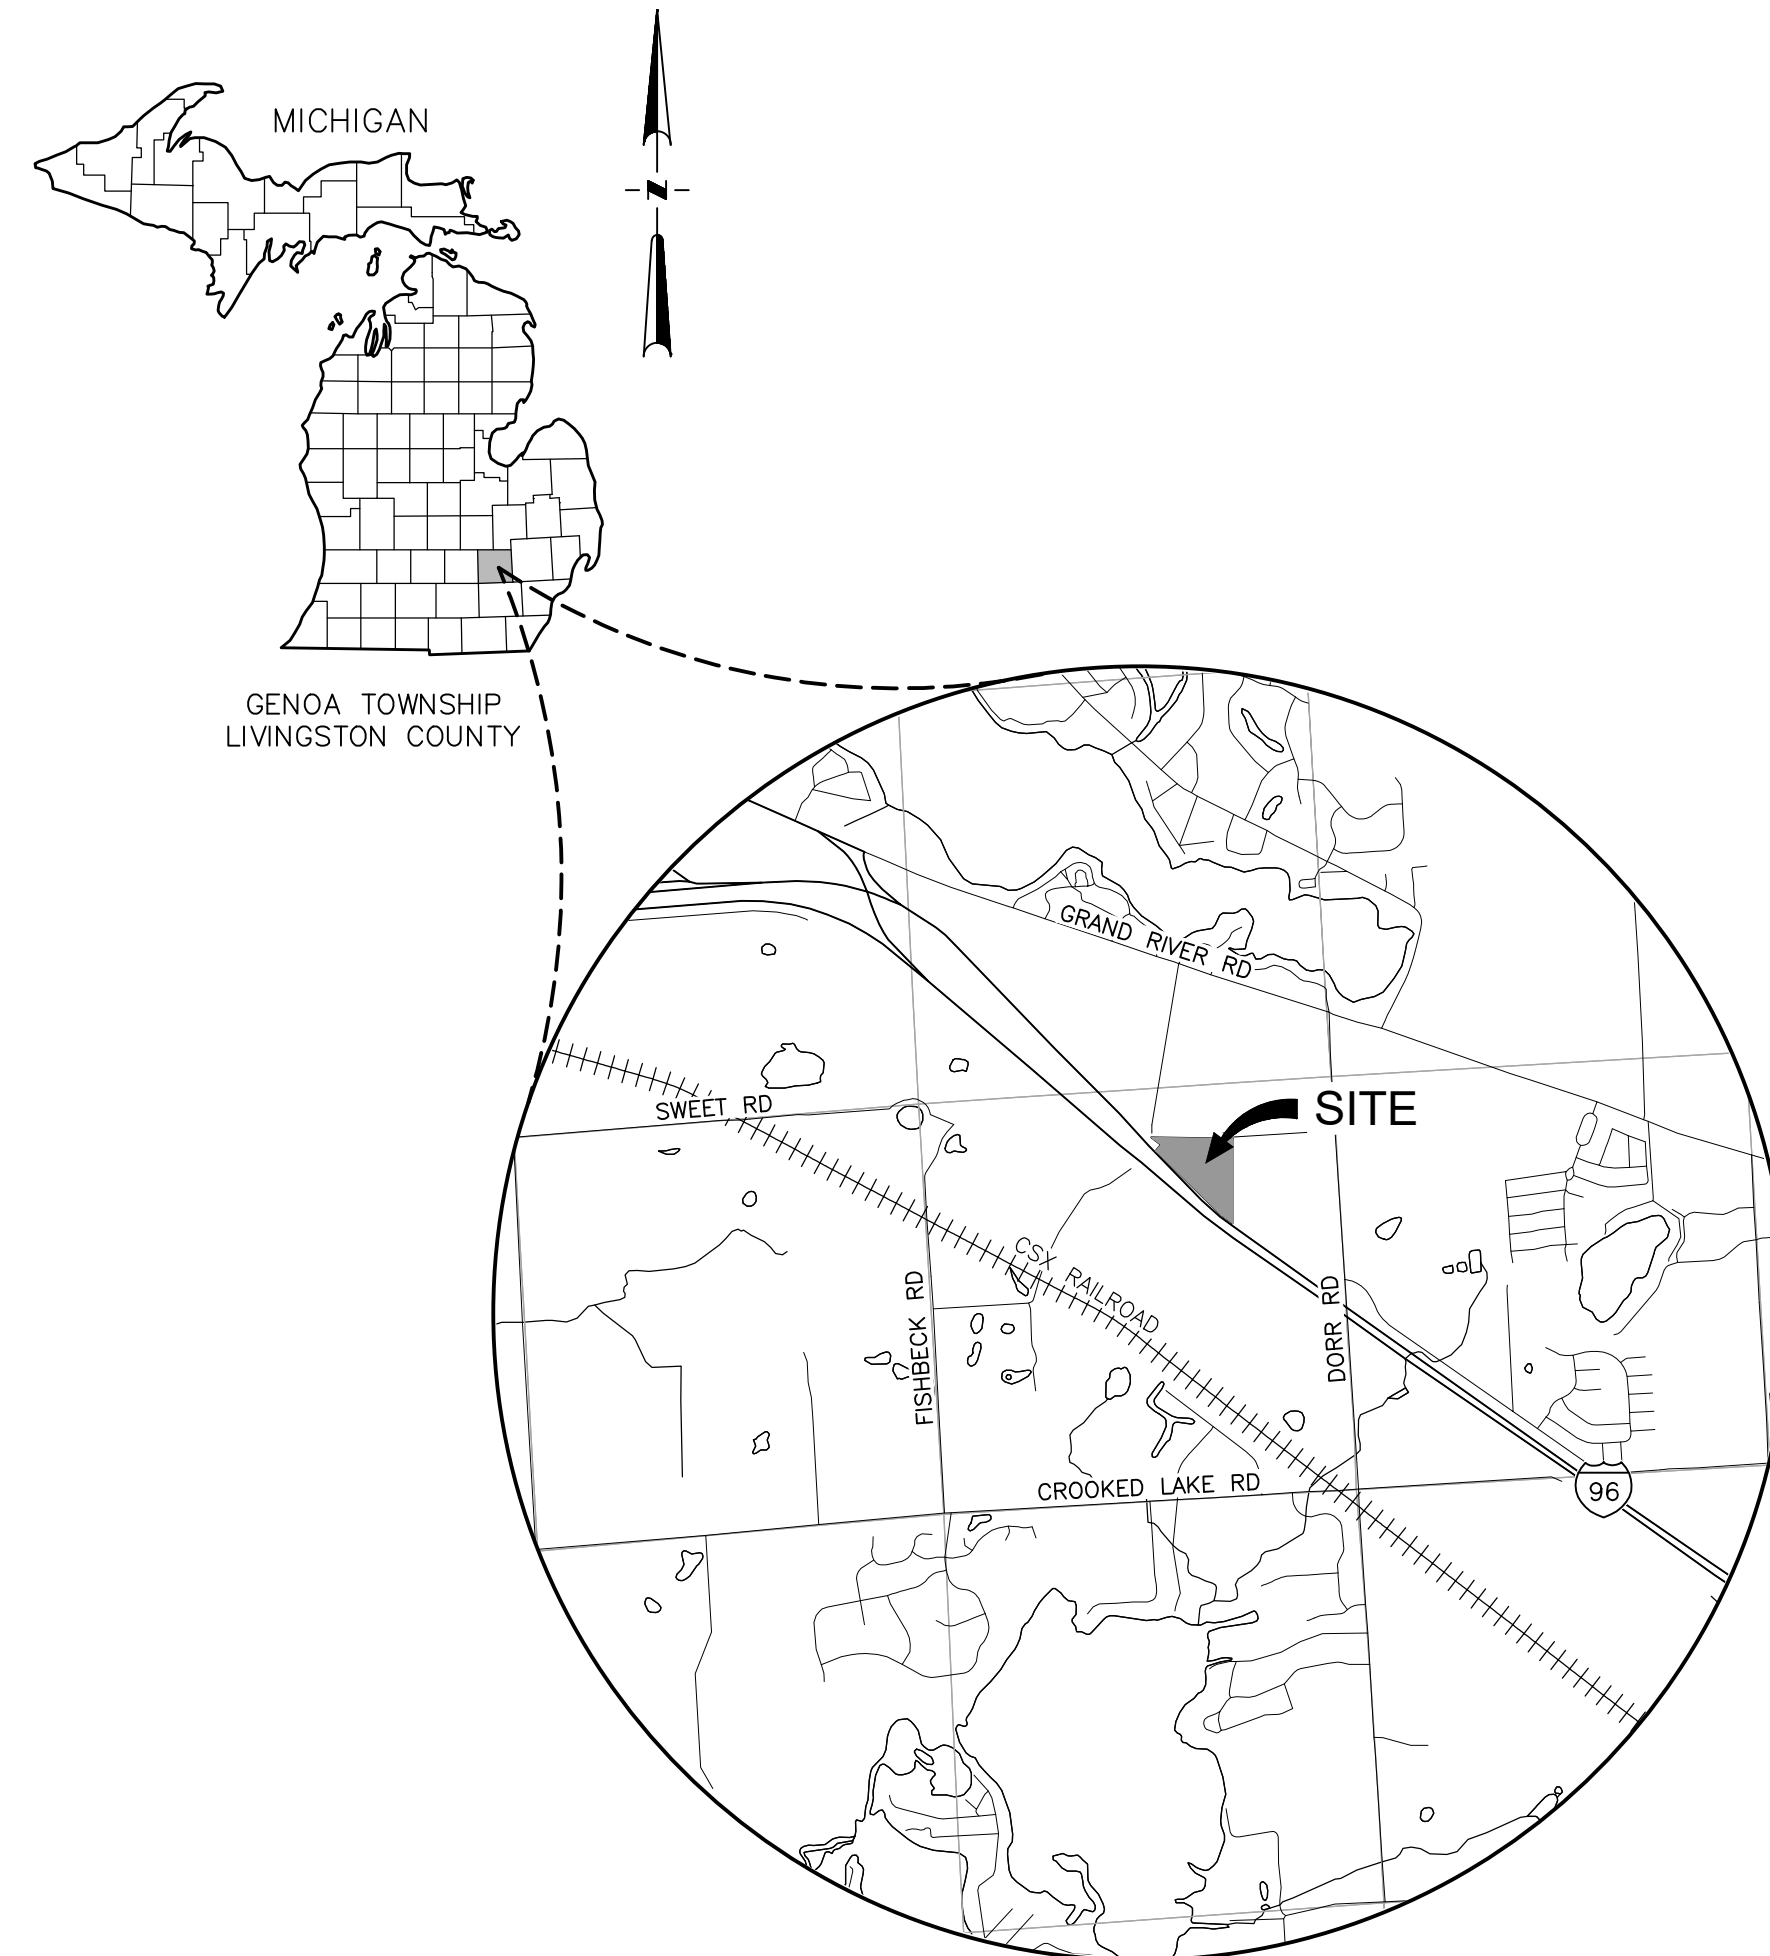 MICHIGAN
N
GENOA TOWNSHIP
LIVINGSTON COUNTY
GRAND RIVER RD
SWEET RD
SITE
CSX RAILROAD
FISHBECK RD
DORR RD
CROOKED LAKE RD
96